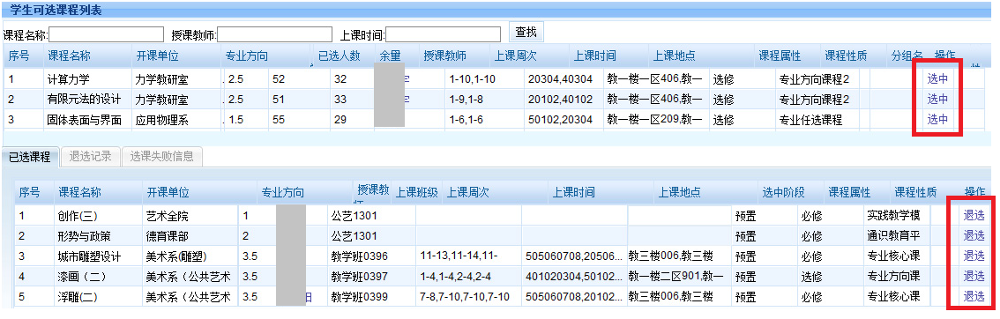 学生可选课程列表
课程名称: 授课教师: 上课时间: 查找
序号 课程名称 开课单位 专业方向 已选人数 余量 授课教师 上课周次 上课时间 上课地点 课程属性 课程性质 分组名 操作
1 计算力学 力学教研室 2.5 52 32 1-10,1-10 20304,40304 教一楼一区406,教一 选修 专业方向课程2 选中
2 有限元法的设计 力学教研室 2.5 51 33 1-9,1-8 20102,40102 教一楼一区406,教一 选修 专业方向课程2 选中
3 固体表面与界面 应用物理系 1.5 55 29 1-6,1-6 50102,20304 教一楼一区209,教一 选修 专业任选课程 选中
已选课程 退选记录 选课失败信息
序号 课程名称 开课单位 专业方向 授课教 上课班级 上课周次 上课时间 上课地点 选中阶段 课程属性 课程性质 操作
1 创作(三) 艺术全院 1 公艺1301 预置 必修 实践教学模 退选
2 形势与政策 德育课部 2 公艺1301 预置 必修 通识教育平 退选
3 城市雕塑设计 美术系(雕塑) 3.5 教学班0396 11-13,11-14,11- 505060708,20506... 教三楼006,教三楼 预置 必修 专业核心课 退选
4 漆画（二） 美术系（公共艺术 3.5 教学班0397 1-4,1-4,2-4,2-4 401020304,50102... 教一楼二区901,教一 预置 选修 专业方向课 退选
5 浮雕(二) 美术系（公共艺术 3.5 教学班0399 7-8,7-10,7-10,7-10 501020304,20102... 教三楼006,教三楼 预置 必修 专业核心课 退选